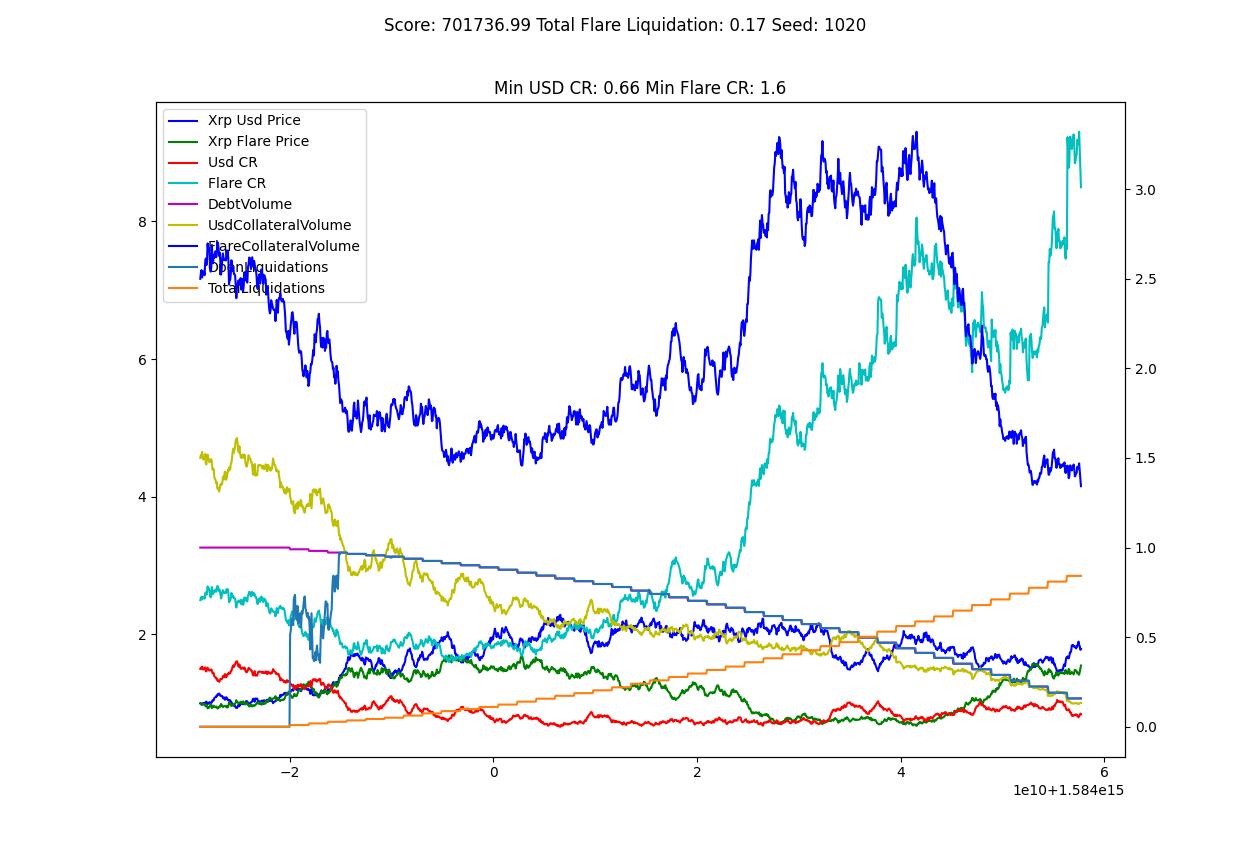 Score: 701736.99 Total Flare Liquidation: 0.17 Seed: 1020
Min USD CR: 0.66 Min Flare CR: 1.6
Xrp Usd Price
Xrp Flare Price
Usd CR
Flare CR
DebtVolume
UsdCollateralVolume
FlareCollateralVolume
OpenLiquidations
TotalLiquidations
8
6
4
2
3.0
2.5
2.0
1.5
1.0
0.5
0.0
−2
0
2
4
6
1e10+1.584e15